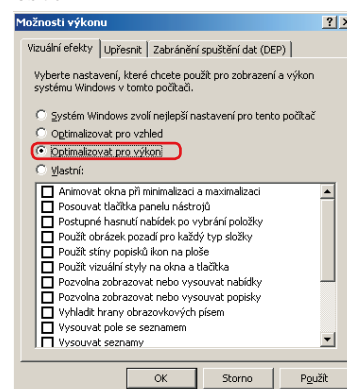 Možnosti výkonu
Vizuální efekty Upřesnit Zabránění spuštění dat (DEP)
Vyberte nastavení, které chcete použít pro zobrazení a výkon
systému Windows v tomto počítači.
Systém Windows zvolí nejlepší nastavení pro tento počítač
Optimalizovat pro vzhled
Optimalizovat pro výkon
Vlastní:
Animovat okna při minimalizaci a maximalizaci
Posouvat tlačítka panelu nástrojů
Postupné hasnutí nabídek po vybrání položky
Použít obrázek pozadí pro každý typ složky
Použít stíny popisků ikon na ploše
Použít vizuální styly na okna a tlačítka
Pozvolna zobrazovat nebo vysouvat nabídky
Pozvolna zobrazovat nebo vysouvat popisky
Vyhladit hrany obrazovkových písem
Vysouvat pole se seznamem
Vysouvat seznamy
OK Storno Použít